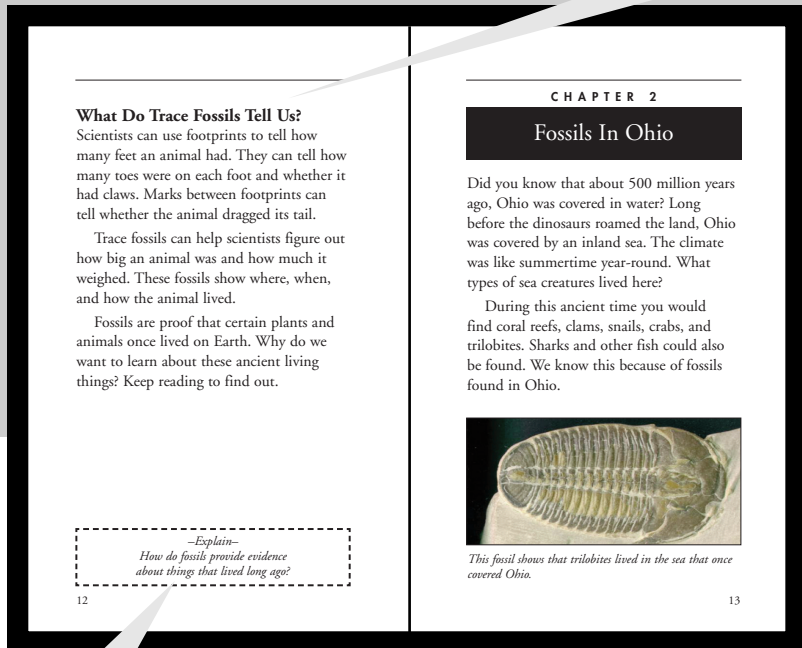 What Do Trace Fossils Tell Us?
Scientists can use footprints to tell how
many feet an animal had. They can tell how
many toes were on each foot and whether it
had claws. Marks between footprints can
tell whether the animal dragged its tail.
Trace fossils can help scientists figure out
how big an animal was and how much it
weighed. These fossils show where, when,
and how the animal lived.
Fossils are proof that certain plants and
animals once lived on Earth. Why do we
want to learn about these ancient living
things? Keep reading to find out.
–Explain–
How do fossils provide evidence
about things that lived long ago?
12
CHAPTER 2
Fossils In Ohio
Did you know that about 500 million years
ago, Ohio was covered in water? Long
before the dinosaurs roamed the land, Ohio
was covered by an inland sea. The climate
was like summertime year-round. What
types of sea creatures lived here?
During this ancient time you would
find coral reefs, clams, snails, crabs, and
trilobites. Sharks and other fish could also
be found. We know this because of fossils
found in Ohio.
This fossil shows that trilobites lived in the sea that once
covered Ohio.
13